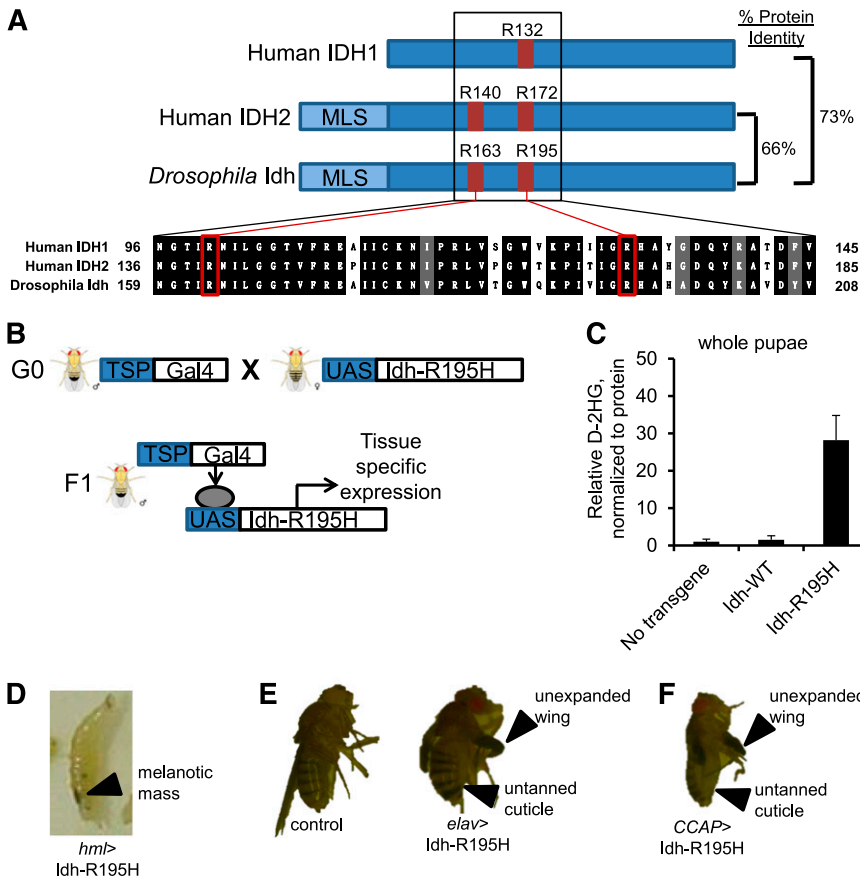 A
% Protein
Identity
R132
Human IDH1
R140 R172
Human IDH2
MLS
73%
66%
R163 R195
Drosophila Idh
MLS
Human IDH1 96 N G T I R N I L G G T V F R E A I I C K N I P R L V S G W V K P I I I G R H A Y G D Q Y R A T D F V 145
Human IDH2 136 N G T I R N I L G G T V F R E P I I C K N I P R L V P G W T K P I T I G R H A H G D Q Y K A T D F V 185
Drosophila Idh 159 N G T I R N I L G G T V F R E P I I C K N V P R L V T G W Q K P I V I G R H A H A D Q Y K A T D Y V 208
B
G0 ♂ TSP Gal4 X ♀ UAS Idh-R195H
F1 ♂ TSP Gal4
Tissue
specific
expression
UAS Idh-R195H
C
whole pupae
Relative D-2HG,
normalized to protein
50
40
30
20
10
0
No transgene
Idh-WT
Idh-R195H
D
melanotic
mass
hml>
Idh-R195H
E
control
unexpanded
wing
untanned
cuticle
elav>
Idh-R195H
F
unexpanded
wing
untanned
cuticle
CCAP>
Idh-R195H